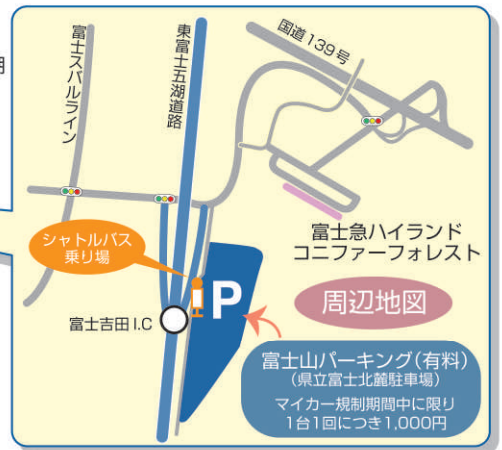 期
富士スバルライン
東富士五湖道路
国道139号
富士急ハイランド
コニファーフォレスト
シャトルバス
乗り場
P
富士吉田I.C
周辺地図
富士山パーキング(有料)
(県立富士北麓駐車場)
マイカー規制期間中に限り
1台1回につき1,000円